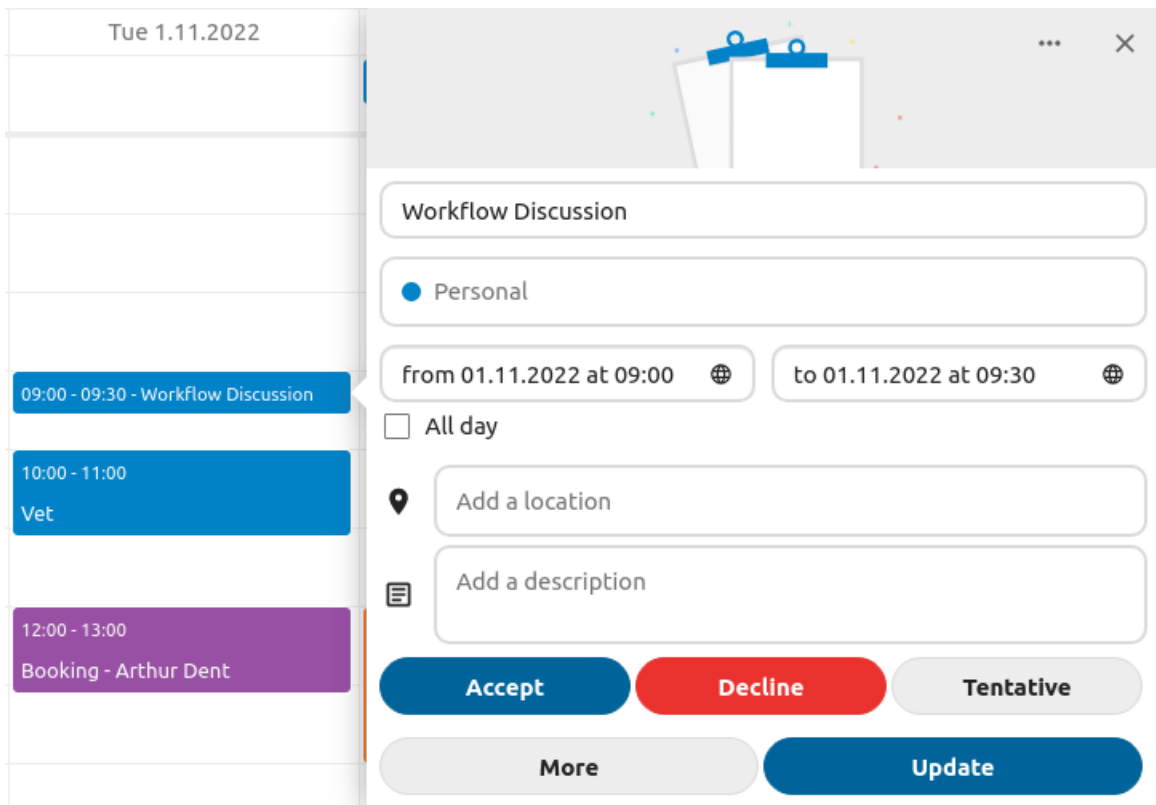 Tue 1.11.2022
09:00 - 09:30 - Workflow Discussion
10:00 - 11:00
Vet
12:00 - 13:00
Booking - Arthur Dent
Workflow Discussion
Personal
from 01.11.2022 at 09:00
to 01.11.2022 at 09:30
All day
Add a location
Add a description
Accept
Decline
Tentative
More
Update